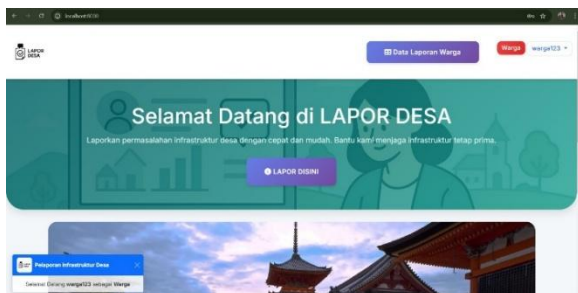 localhost:8000
LAPOR
DESA
Data Laporan Warga
Warga
warga123
Selamat Datang di LAPOR DESA
Laporkan permasalahan infrastruktur desa dengan cepat dan mudah. Bantu kami menjaga infrastruktur tetap prima.
LAPOR DISINI
Pelaporan Infrastruktur Desa
Selamat Datang warga123 sebagai Warga